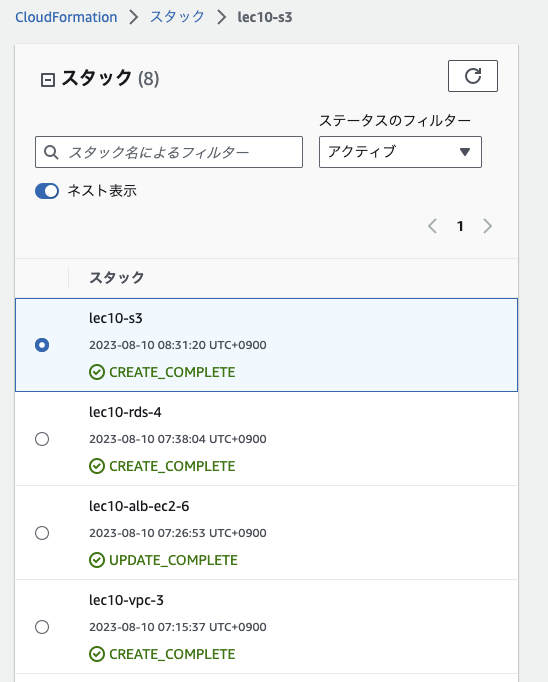 CloudFormation > スタック > lec10-s3
スタック (8)
ステータスのフィルター
スタック名によるフィルター
アクティブ
ネスト表示
1
スタック
lec10-s3
2023-08-10 08:31:20 UTC+0900
CREATE_COMPLETE
lec10-rds-4
2023-08-10 07:38:04 UTC+0900
CREATE_COMPLETE
lec10-alb-ec2-6
2023-08-10 07:26:53 UTC+0900
UPDATE_COMPLETE
lec10-vpc-3
2023-08-10 07:15:37 UTC+0900
CREATE_COMPLETE